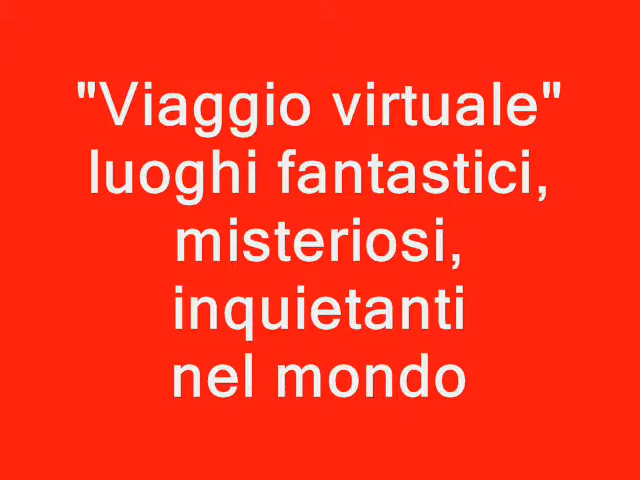 "Viaggio virtuale"
luoghi fantastici,
misteriosi,
inquietanti
nel mondo